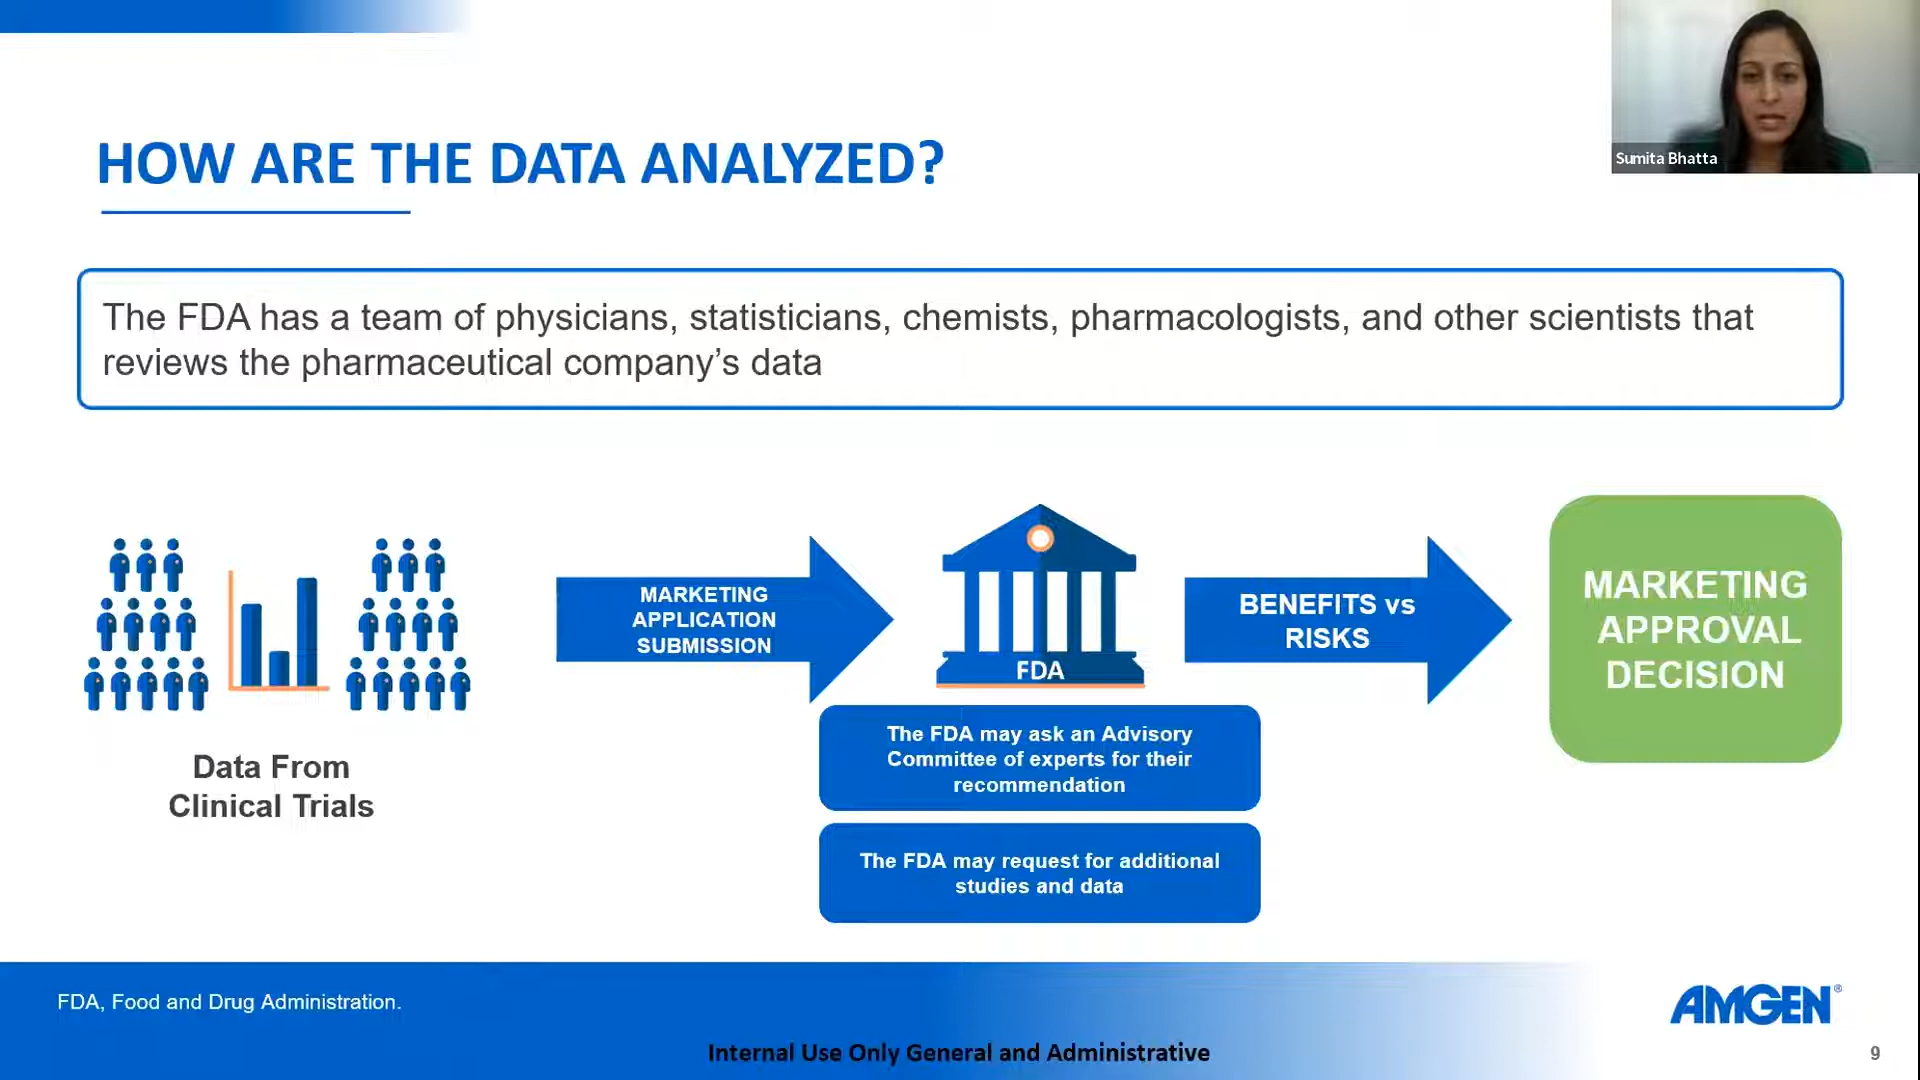 Sumita Bhatta
HOW ARE THE DATA ANALYZED?
The FDA has a team of physicians, statisticians, chemists, pharmacologists, and other scientists that
reviews the pharmaceutical company’s data
Data From
Clinical Trials
MARKETING
APPLICATION
SUBMISSION
FDA
The FDA may ask an Advisory
Committee of experts for their
recommendation
The FDA may request for additional
studies and data
BENEFITS vs
RISKS
MARKETING
APPROVAL
DECISION
FDA, Food and Drug Administration.
AMGEN®
Internal Use Only General and Administrative
9